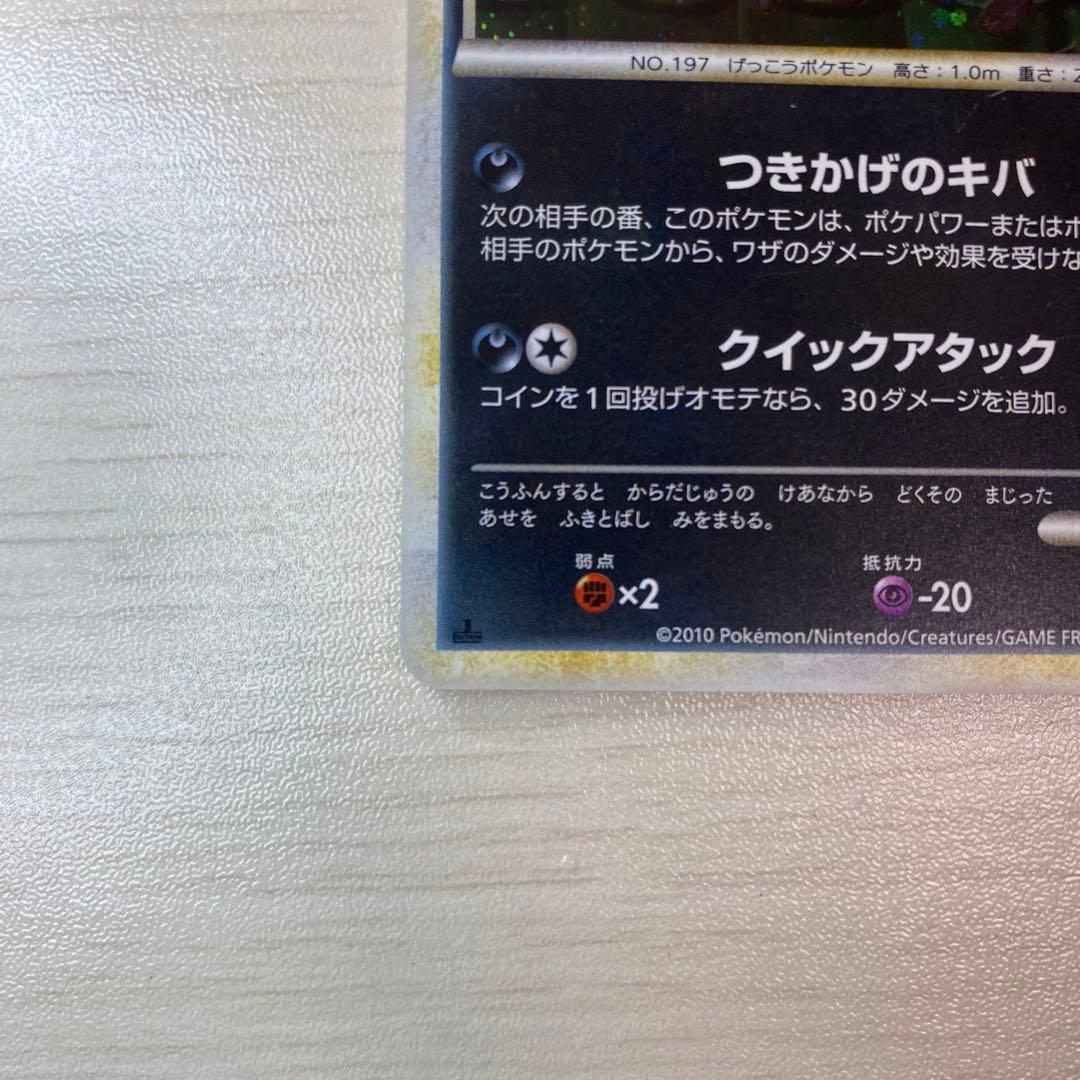 NO.197 げっこうポケモン 高さ：1.0m 重さ：2
つきかげのキバ
次の相手の番、このポケモンは、ポケパワーまたはポ
相手のポケモンから、ワザのダメージや効果を受けな
クイックアタック
コインを1回投げオモテなら、30ダメージを追加。
こうふんすると からだじゅうの けあなから どくその まじった
あせを ふきとばし みをまもる。
弱点 抵抗力
×2 -20
1 EDITION
©2010 Pokémon/Nintendo/Creatures/GAME FR